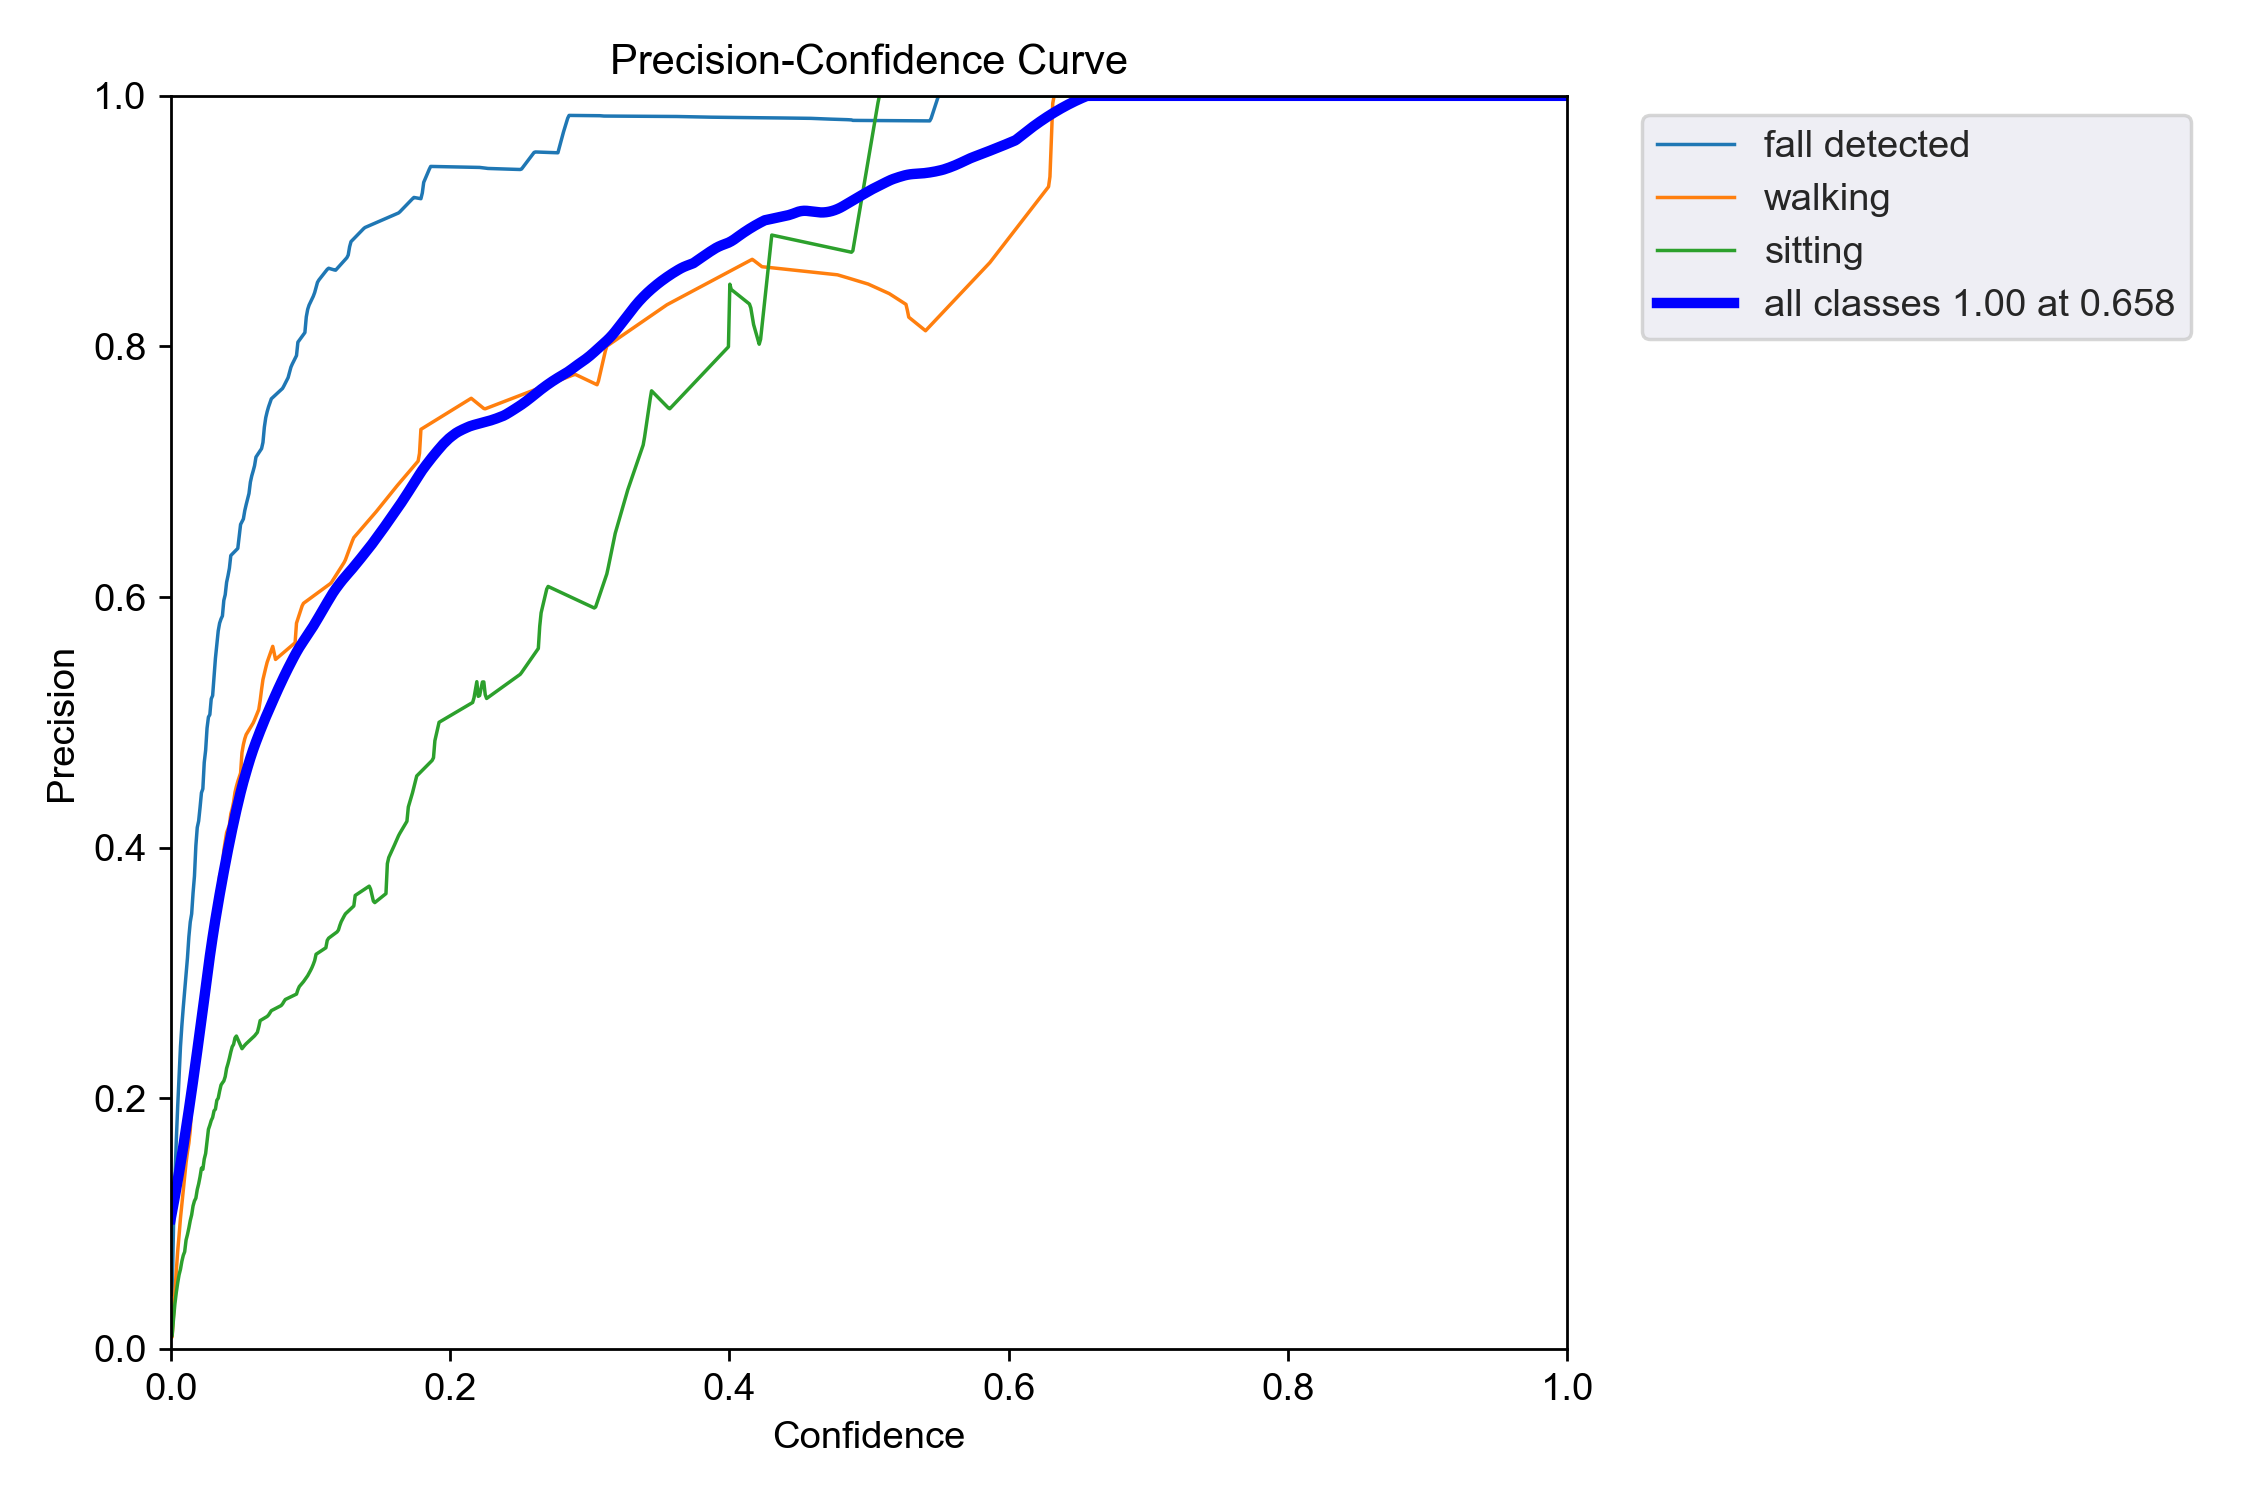 Precision-Confidence Curve
1.0
0.8
0.6
0.4
0.2
0.0
Precision
0.0 0.2 0.4 0.6 0.8 1.0
Confidence
fall detected
walking
sitting
all classes 1.00 at 0.658